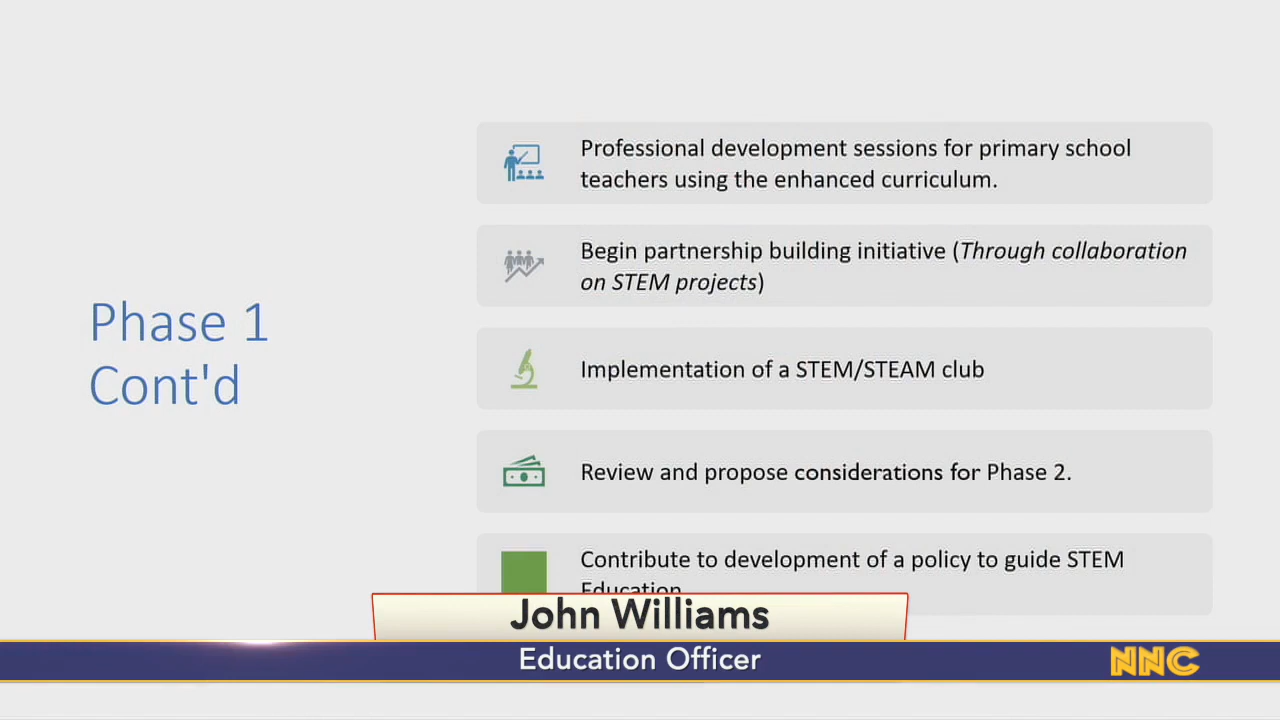 Phase 1
Cont'd
Professional development sessions for primary school
teachers using the enhanced curriculum.
Begin partnership building initiative (Through collaboration
on STEM projects)
Implementation of a STEM/STEAM club
Review and propose considerations for Phase 2.
Contribute to development of a policy to guide STEM
Education
John Williams
Education Officer
NNC